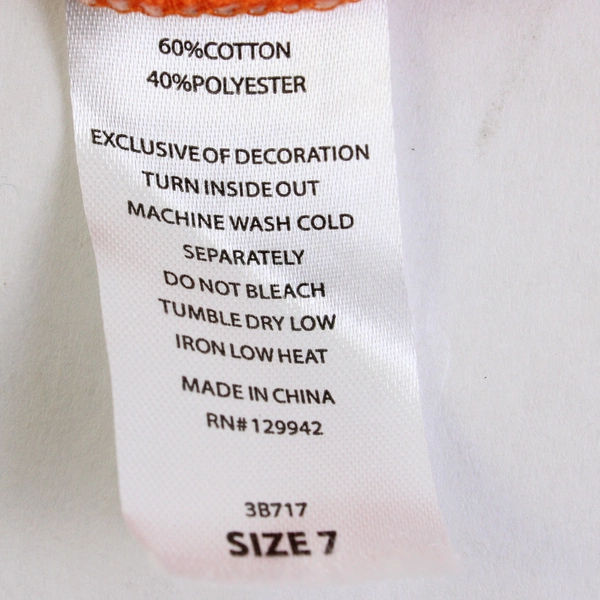 60%COTTON
40%POLYESTER
EXCLUSIVE OF DECORATION
TURN INSIDE OUT
MACHINE WASH COLD
SEPARATELY
DO NOT BLEACH
TUMBLE DRY LOW
IRON LOW HEAT
MADE IN CHINA
RN# 129942
3B717
SIZE 7